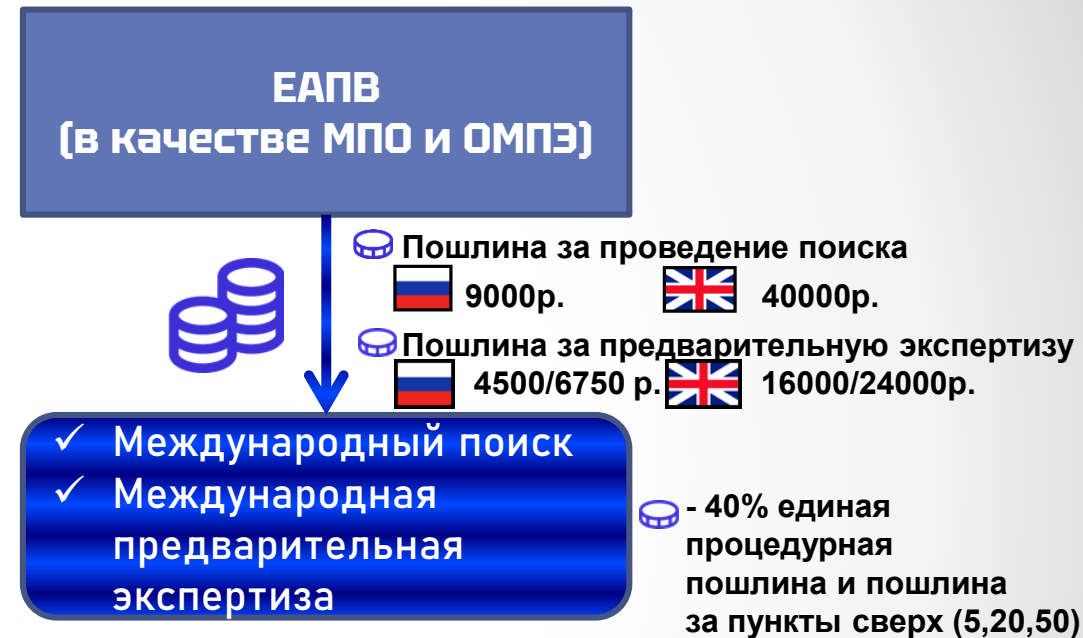 ЕАПВ
(в качестве МПО и ОМПЭ)
Пошлина за проведение поиска
9000р. 40000р.
Пошлина за предварительную экспертизу
4500/6750 р. 16000/24000р.
✓ Международный поиск
✓ Международная
предварительная
экспертиза
- 40% единая
процедурная
пошлина и пошлина
за пункты сверх (5,20,50)